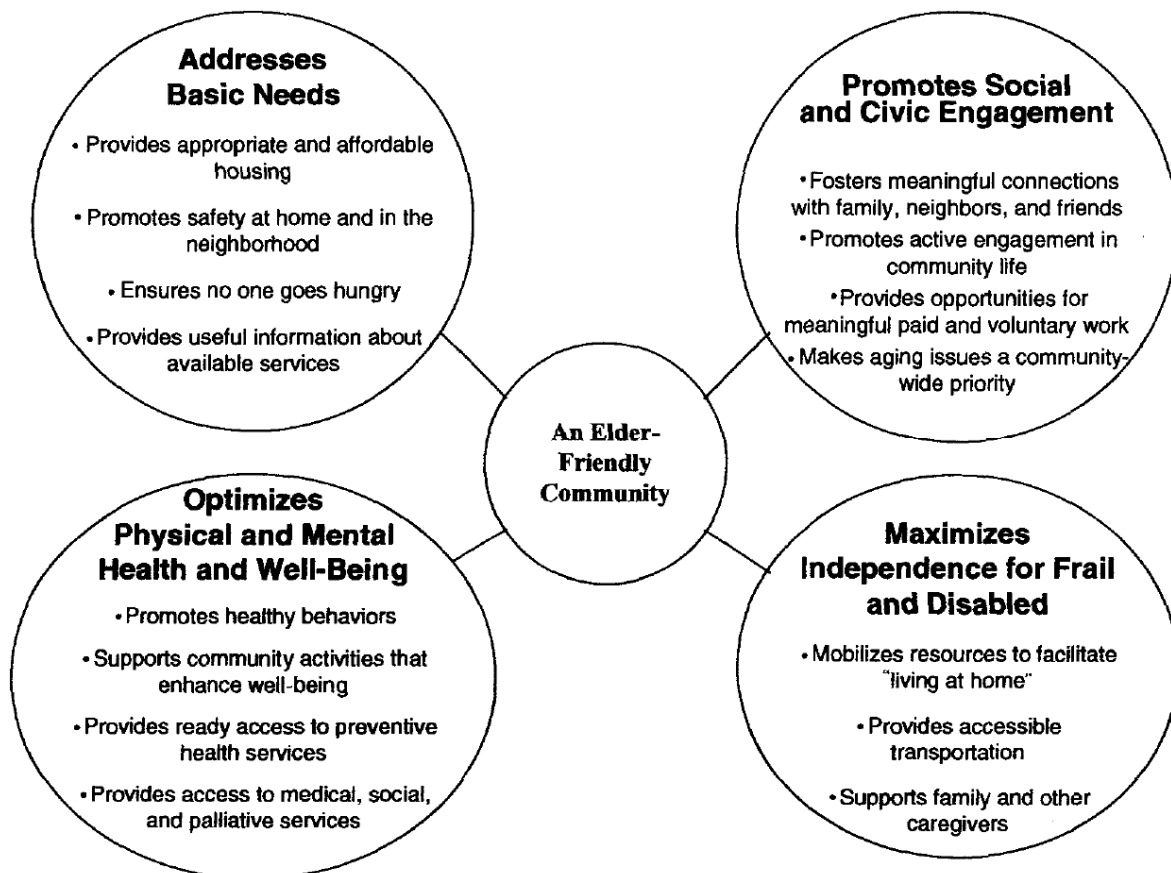 Addresses
Basic Needs
• Provides appropriate and affordable
housing
• Promotes safety at home and in the
neighborhood
• Ensures no one goes hungry
• Provides useful information about
available services
Promotes Social
and Civic Engagement
• Fosters meaningful connections
with family, neighbors, and friends
• Promotes active engagement in
community life
• Provides opportunities for
meaningful paid and voluntary work
• Makes aging issues a community-
wide priority
An Elder-
Friendly
Community
Optimizes
Physical and Mental
Health and Well-Being
• Promotes healthy behaviors
• Supports community activities that
enhance well-being
• Provides ready access to preventive
health services
• Provides access to medical, social,
and palliative services
Maximizes
Independence for Frail
and Disabled
• Mobilizes resources to facilitate
"living at home"
• Provides accessible
transportation
• Supports family and other
caregivers